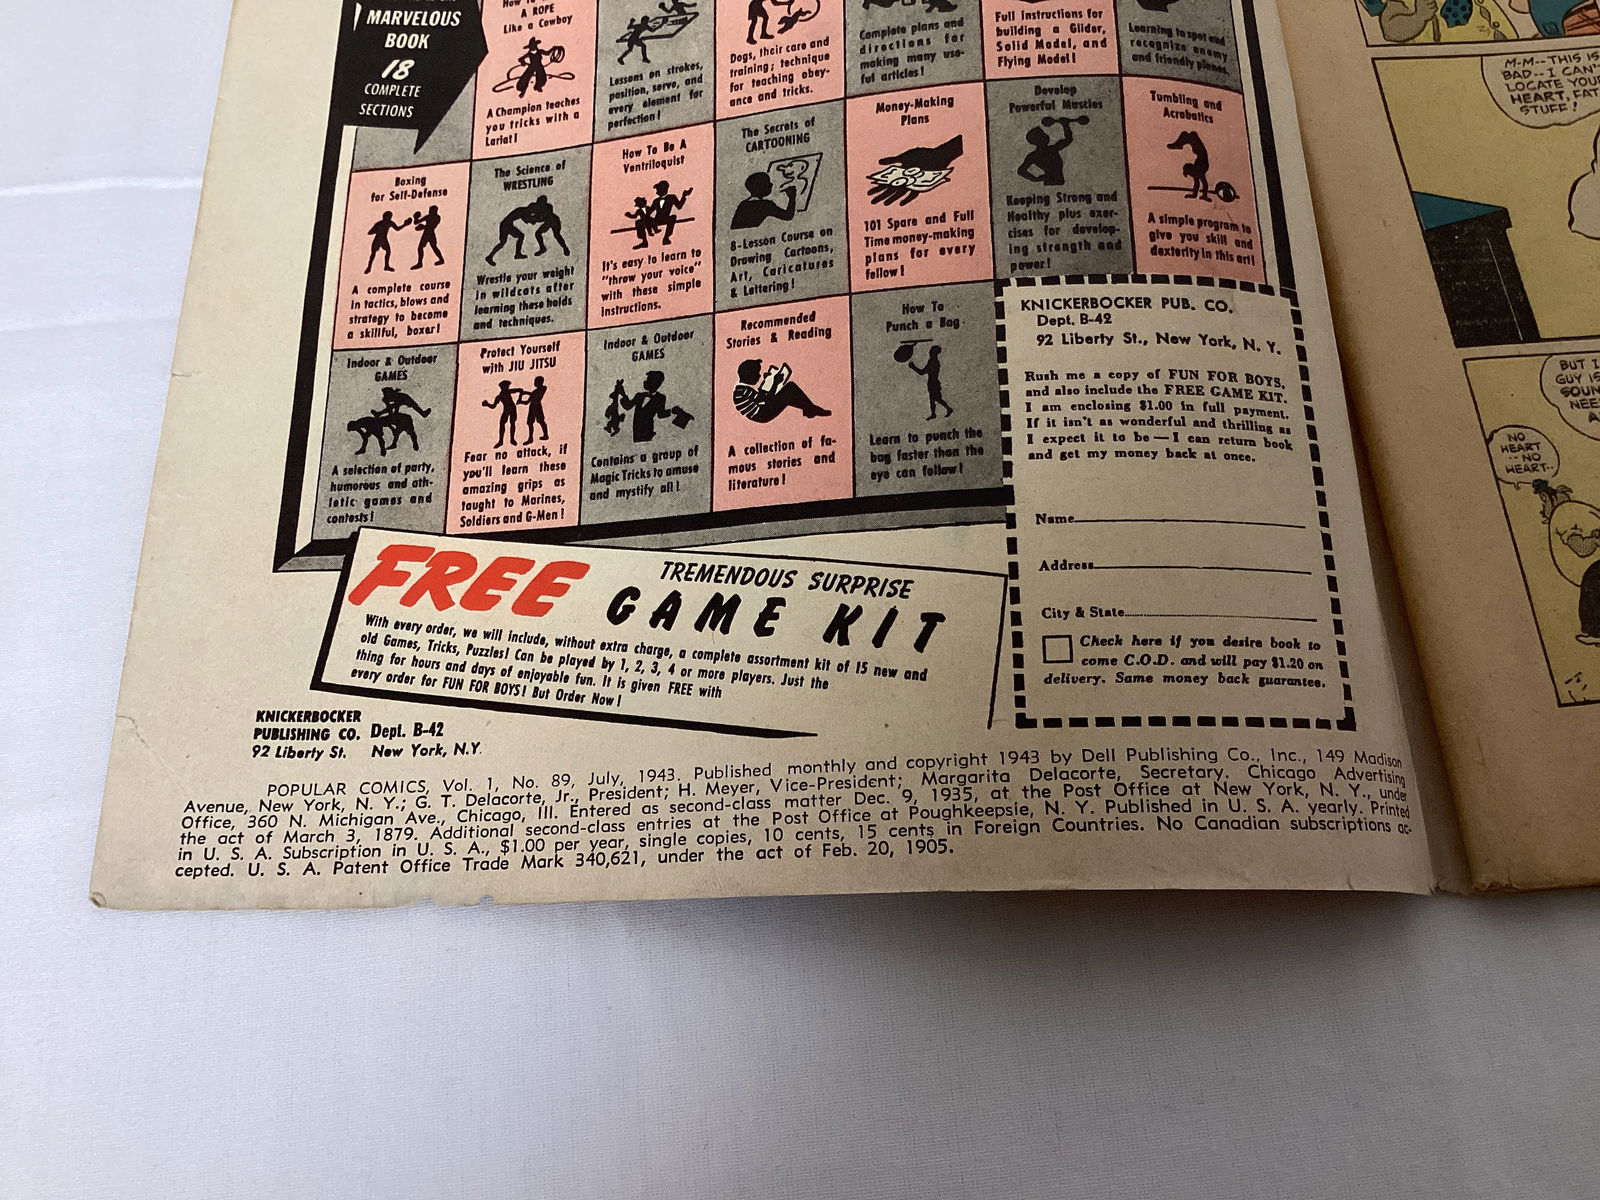 MARVELOUS
BOOK
18
COMPLETE
SECTIONS
A ROPE
Like a Cowboy
A Champion teaches
you tricks with a
Lariat!
Lessons on strokes,
position, serve, and
every element for
perfection!
Dogs, their care and
training; technique
for teaching obey-
ance and tricks.
Complete plans and
directions for
making many use-
ful articles!
Full Instructions for
building a Glider,
Solid Model, and
Flying Model!
Learning to spot and
recognize enemy
and friendly planes.
Boxing
for Self-Defense
A complete course
in tactics, blows and
strategy to become
a skillful, boxer!
The Science of
WRESTLING
Wrestle your weight
in wildcats after
learning these holds
and techniques.
How To Be A
Ventriloquist
It's easy to learn to
"throw your voice"
with these simple
instructions.
The Secrets of
CARTOONING
8-Lesson Course on
Drawing Cartoons,
Art, Caricatures
& Lettering!
Money-Making
Plans
101 Spare and Full
Time money-making
plans for every
fellow!
Develop
Powerful Muscles
Keeping Strong and
Healthy plus exer-
cises for develop-
ing strength and
power!
Tumbling and
Acrobatics
A simple program to
give you skill and
dexterity in this art!
Indoor & Outdoor
GAMES
A selection of party,
humorous and ath-
letic games and
contests!
Protect Yourself
with JIU JITSU
Fear no attack, if
you'll learn these
amazing grips as
taught to Marines,
Soldiers and G-Men!
Indoor & Outdoor
GAMES
Contains a group of
Magic Tricks to amuse
and mystify all!
Recommended
Stories & Reading
A collection of fa-
mous stories and
literature!
How To
Punch a Bag
Learn to punch the
bag faster than the
eye can follow!
KNICKERBOCKER PUB. CO.
Dept. B-42
92 Liberty St., New York, N. Y.
Rush me a copy of FUN FOR BOYS,
and also include the FREE GAME KIT.
I am enclosing $1.00 in full payment.
If it isn't as wonderful and thrilling as
I expect it to be — I can return book
and get my money back at once.
Name
Address
City & State
Check here if you desire book to
come C.O.D. and will pay $1.20 on
delivery. Same money back guarantee.
FREE TREMENDOUS SURPRISE
GAME KIT
With every order, we will include, without extra charge, a complete assortment kit of 15 new and
old Games, Tricks, Puzzles! Can be played by 1, 2, 3, 4 or more players. Just the
thing for hours and days of enjoyable fun. It is given FREE with
every order for FUN FOR BOYS! But Order Now!
KNICKERBOCKER
PUBLISHING CO. Dept. B-42
92 Liberty St. New York, N.Y.
POPULAR COMICS, Vol. 1, No. 89, July, 1943. Published monthly and copyright 1943 by Dell Publishing Co., Inc., 149 Madison
Avenue, New York, N. Y.; G. T. Delacorte, Jr., President; H. Meyer, Vice-President; Margarita Delacorte, Secretary. Chicago Advertising
Office, 360 N. Michigan Ave., Chicago, Ill. Entered as second-class matter Dec. 9, 1935, at the Post Office at New York, N. Y., under
the act of March 3, 1879. Additional second-class entries at the Post Office at Poughkeepsie, N. Y. Published in U. S. A. yearly. Printed
in U. S. A. Subscription in U. S. A., $1.00 per year, single copies, 10 cents, 15 cents in Foreign Countries. No Canadian subscriptions ac-
cepted. U. S. A. Patent Office Trade Mark 340,621, under the act of Feb. 20, 1905.
M-M--THIS IS
BAD--I CAN'T
LOCATE YOUR
HEART, FAT
STUFF!
BUT I
GUY IS
SOUN
NEE
A
NO
HEART
--NO
HEART--